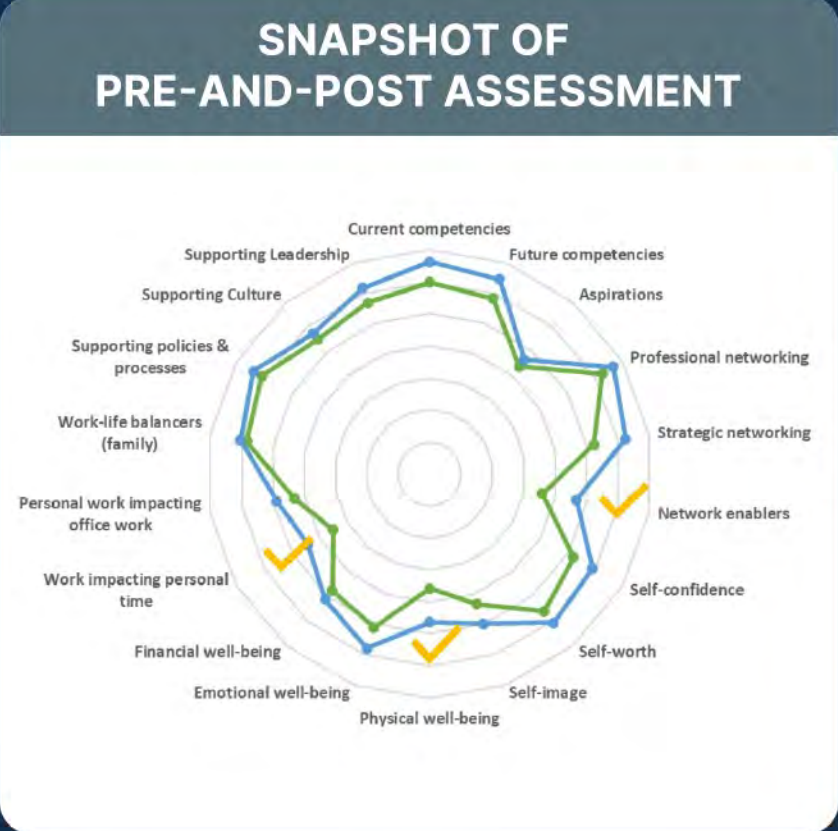 SNAPSHOT OF
PRE-AND-POST ASSESSMENT
Current competencies
Supporting Leadership
Future competencies
Supporting Culture
Aspirations
Supporting policies &
processes
Professional networking
Work-life balancers
(family)
Strategic networking
Personal work impacting
office work
Network enablers
Work impacting personal
time
Self-confidence
Financial well-being
Self-worth
Emotional well-being
Self-image
Physical well-being